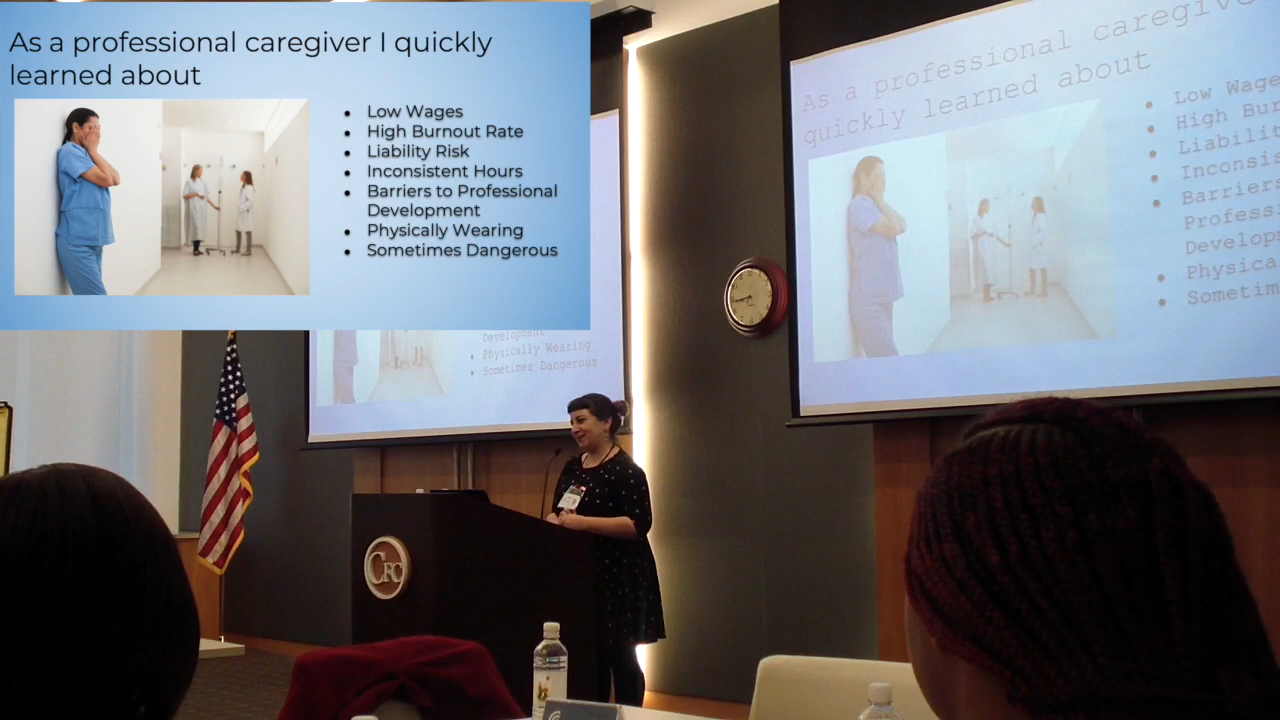 As a professional caregiver I quickly
learned about
Low Wages
High Burnout Rate
Liability Risk
Inconsistent Hours
Barriers to Professional
Development
Physically Wearing
Sometimes Dangerous
As a professional caregive
quickly learned about
Low Wage
High Bur
Liabilit
Inconsis
Barriers
Profess
Develop
Physica
Sometim
Development
Physically Wearing
Sometimes Dangerous
CFC